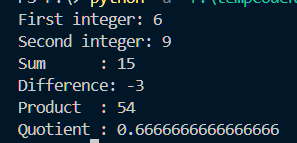 First integer: 6
Second integer: 9
Sum      : 15
Difference: -3
Product  : 54
Quotient : 0.6666666666666666